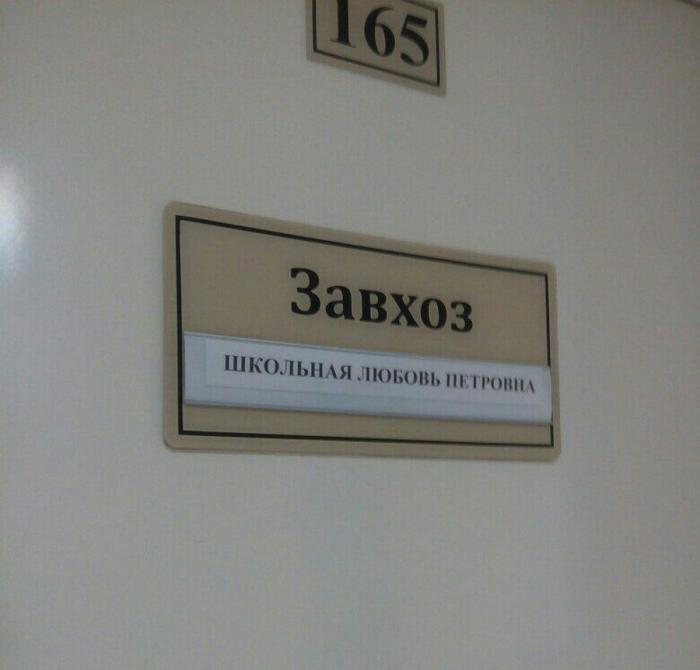 165
Завхоз
ШКОЛЬНАЯ ЛЮБОВЬ ПЕТРОВНА